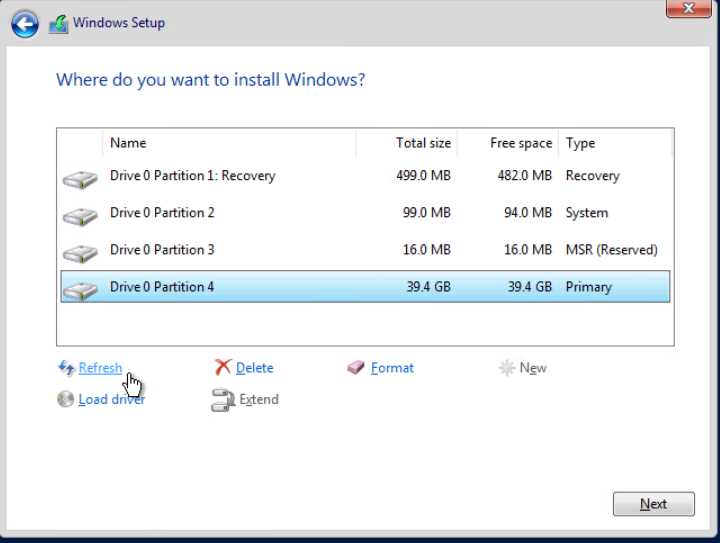 Windows Setup
Where do you want to install Windows?
Name Total size Free space Type
Drive 0 Partition 1: Recovery 499.0 MB 482.0 MB Recovery
Drive 0 Partition 2 99.0 MB 94.0 MB System
Drive 0 Partition 3 16.0 MB 16.0 MB MSR (Reserved)
Drive 0 Partition 4 39.4 GB 39.4 GB Primary
Refresh Delete Format New
Load driver Extend
Next